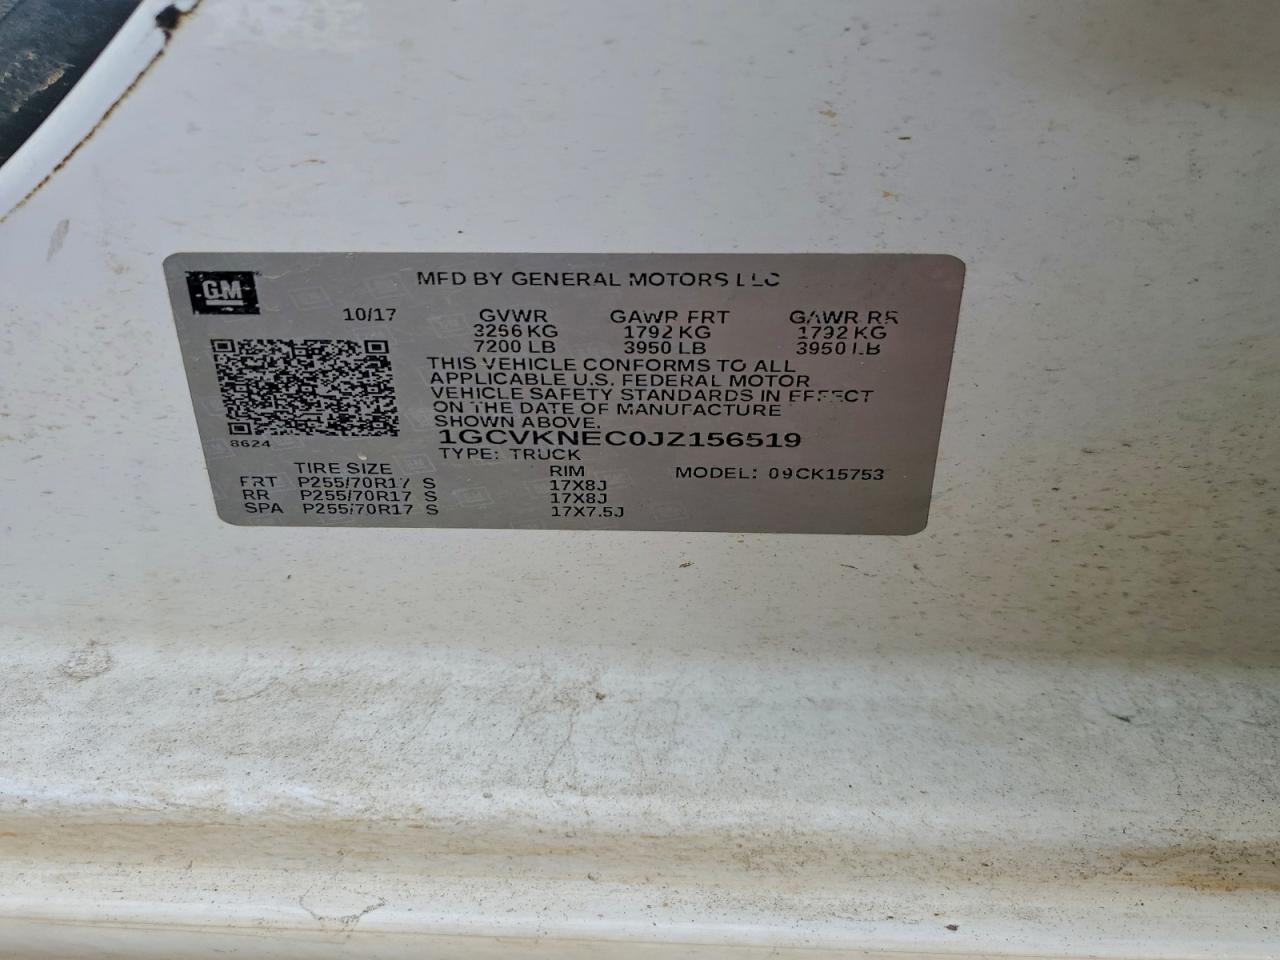 GM
MFD BY GENERAL MOTORS LLC
10/17 GVWR GAWR FRT GAWR RR
3266 KG 1792 KG 1792 KG
7200 LB 3950 LB 3950 LB
THIS VEHICLE CONFORMS TO ALL
APPLICABLE U.S. FEDERAL MOTOR
VEHICLE SAFETY STANDARDS IN EFFECT
ON THE DATE OF MANUFACTURE
SHOWN ABOVE.
8624
1GCVKNEC0JZ156519
TYPE: TRUCK
TIRE SIZE RIM MODEL: 09CK15753
FRT P255/70R17 S 17X8J
RR P255/70R17 S 17X8J
SPA P255/70R17 S 17X7.5J